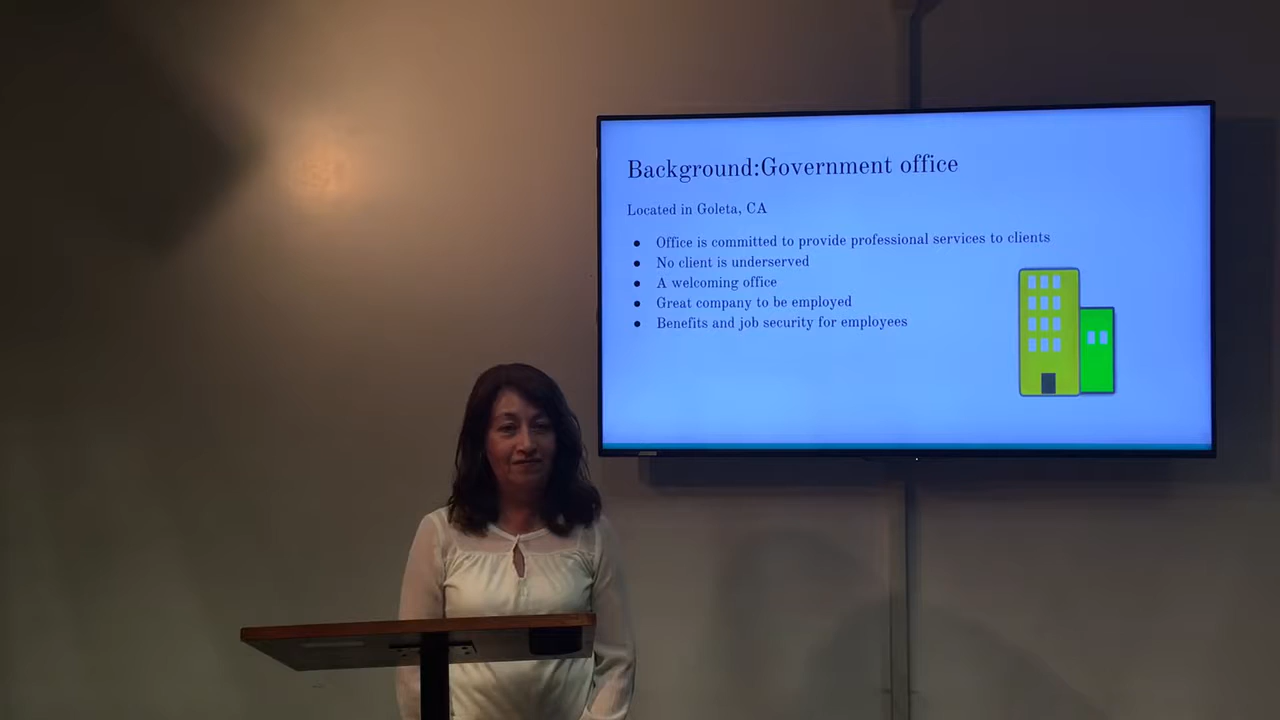 Background:Government office
Located in Goleta, CA
● Office is committed to provide professional services to clients
● No client is underserved
● A welcoming office
● Great company to be employed
● Benefits and job security for employees